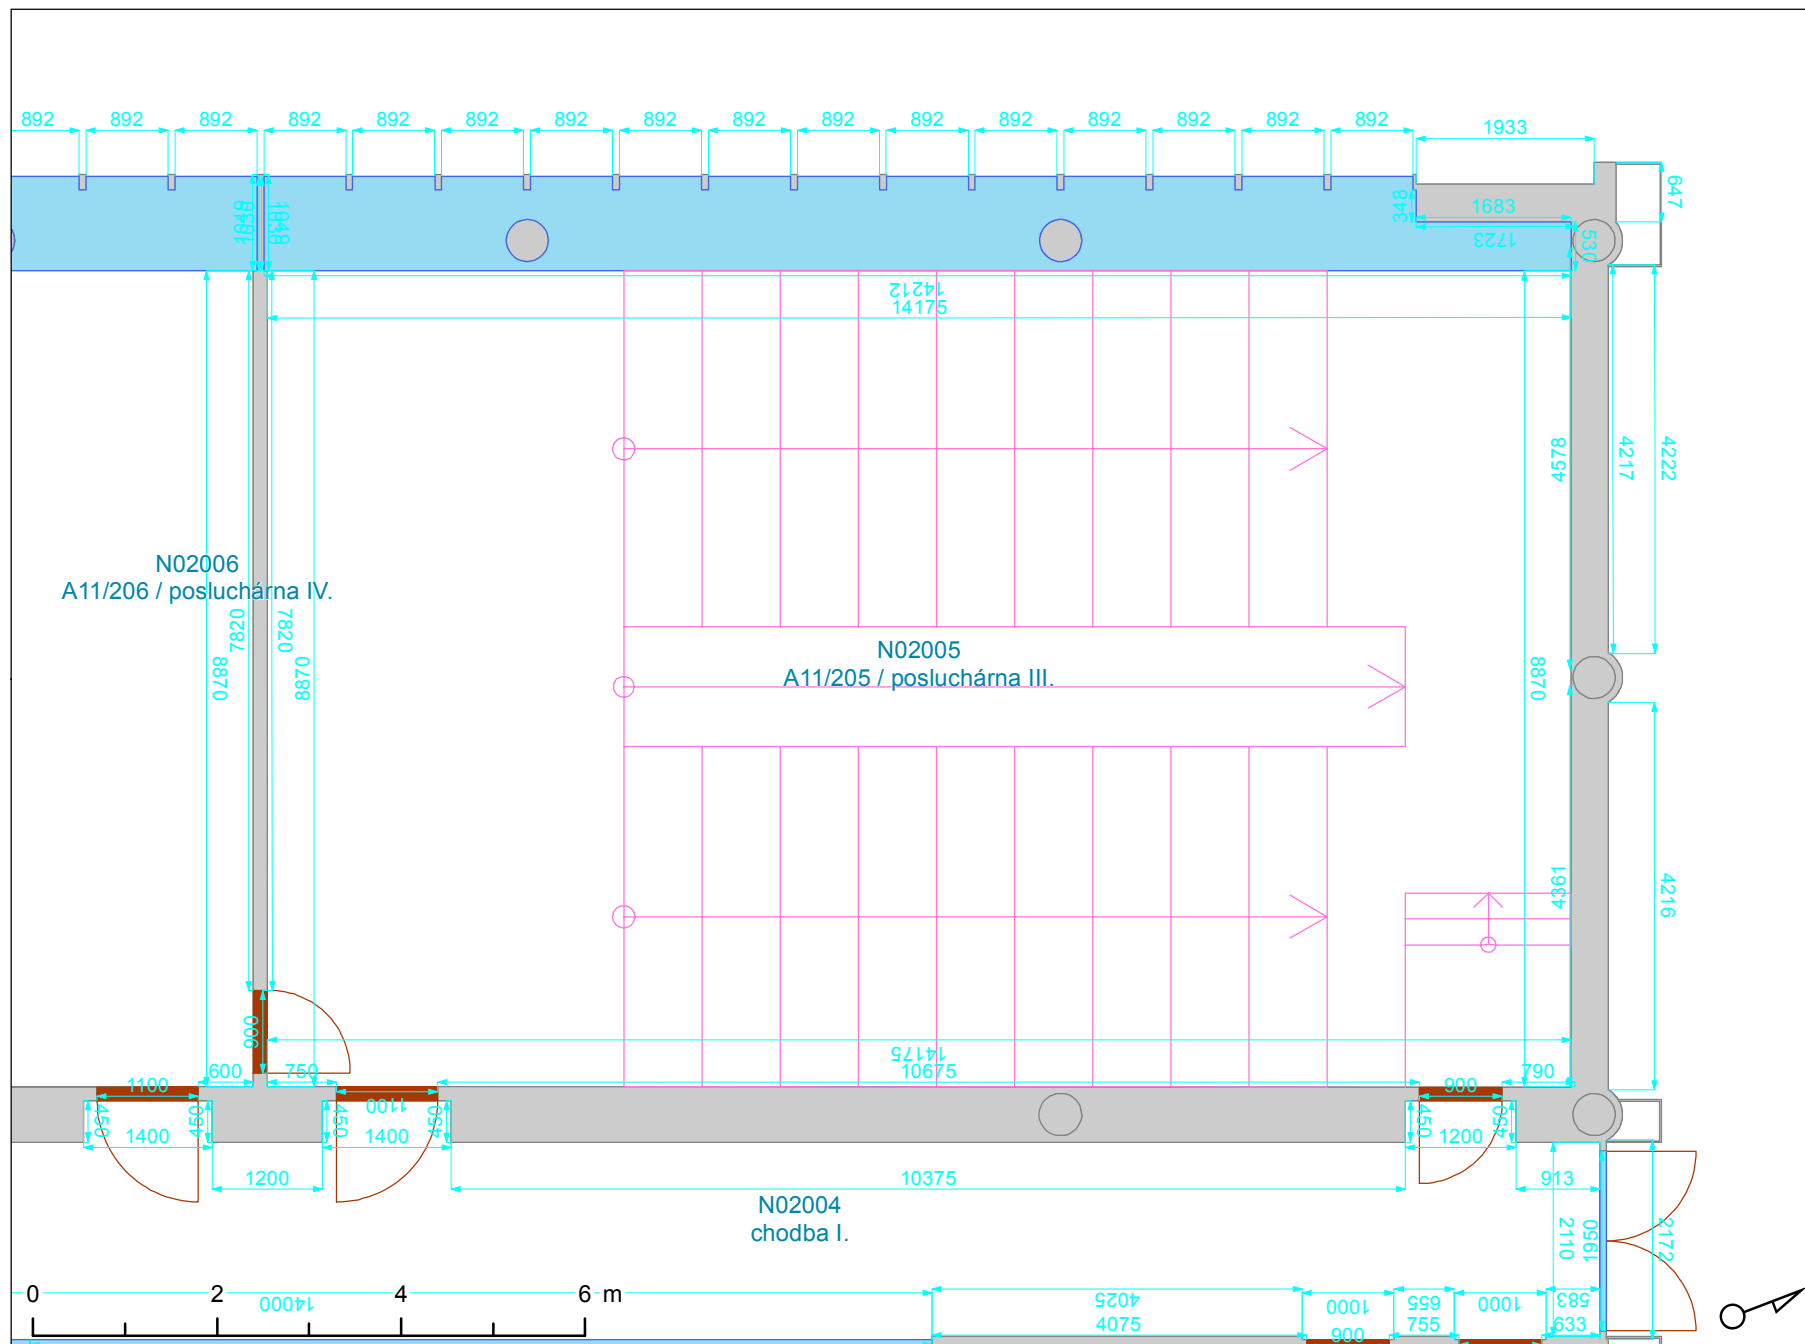 892 892 892 892 892 892 892 892 892 892 892 892 892 892 892 892
1933
647
1049 1030 1049 1030
348 1683
1723 530
14212
14175
4578 4217 4222
N02006
A11/206 / posluchárna IV.
7820 7820
8870 8870
N02005
A11/205 / posluchárna III.
8870
4361 4216
900
14175
600 750 10675 790
1100 1100 900
450 450 450 450 450 450
1400 1400 1200
1200 10375 913
N02004
chodba I.
2110 1950 2172
0 2 4 6 m
14000
4025 1000 655 1000 583
4075 900 755 633